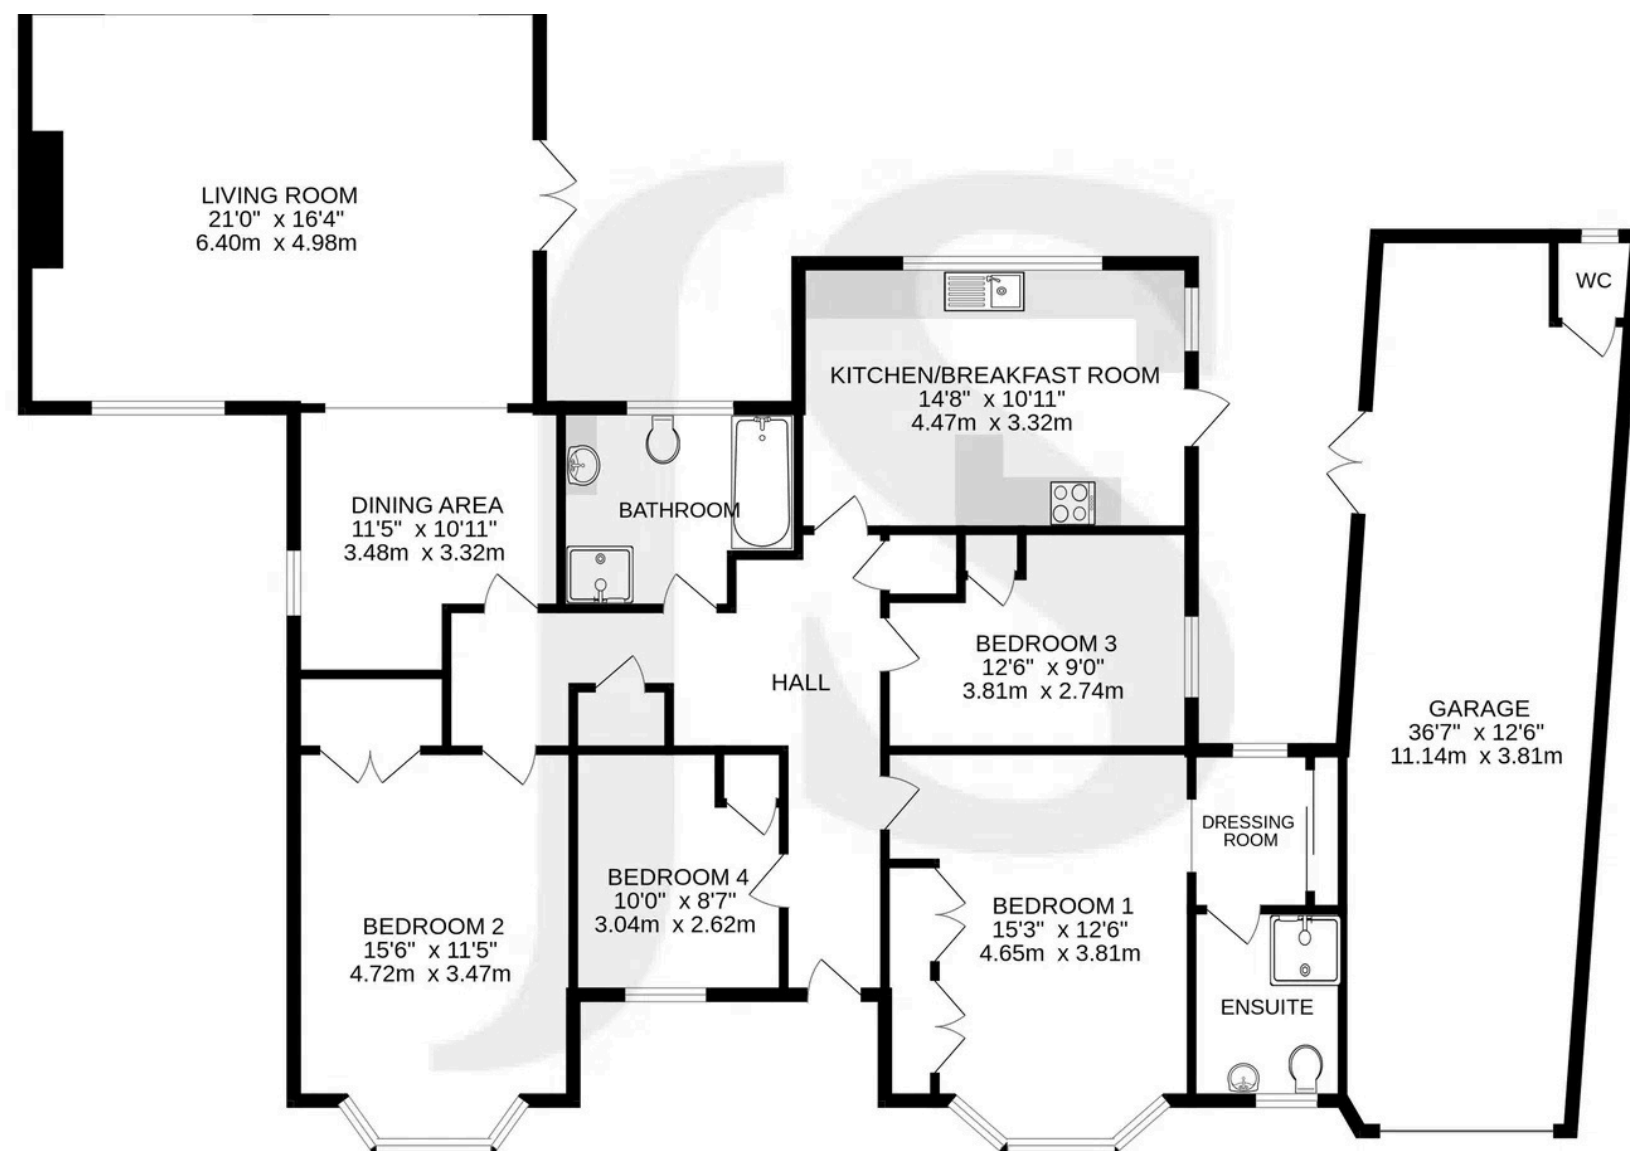 LIVING ROOM
21'0" x 16'4"
6.40m x 4.98m
WC
KITCHEN/BREAKFAST ROOM
14'8" x 10'11"
4.47m x 3.32m
DINING AREA
11'5" x 10'11"
3.48m x 3.32m
BATHROOM
BEDROOM 3
12'6" x 9'0"
3.81m x 2.74m
HALL
GARAGE
36'7" x 12'6"
11.14m x 3.81m
DRESSING
ROOM
BEDROOM 4
10'0" x 8'7"
3.04m x 2.62m
BEDROOM 2
15'6" x 11'5"
4.72m x 3.47m
BEDROOM 1
15'3" x 12'6"
4.65m x 3.81m
ENSUITE